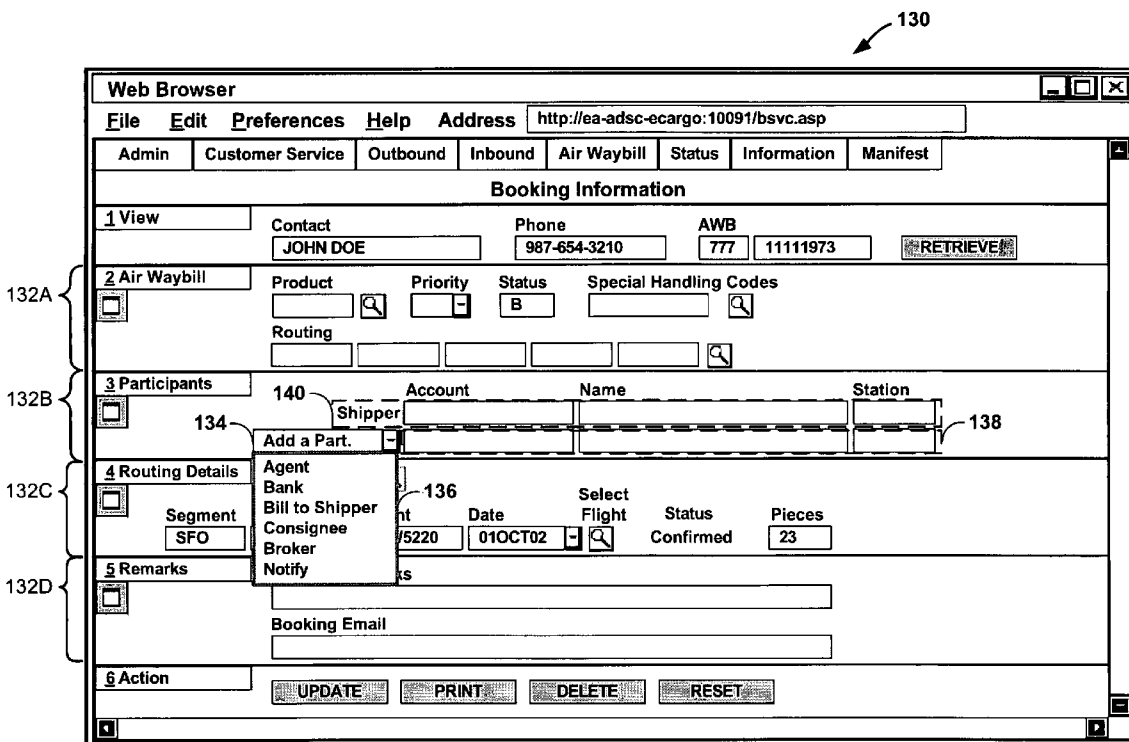 130
Web Browser
File Edit Preferences Help Address http://ea-adsc-ecargo:10091/bsvc.asp
Admin Customer Service Outbound Inbound Air Waybill Status Information Manifest
Booking Information
1 View
Contact Phone AWB
JOHN DOE 987-654-3210 777 11111973 RETRIEVE
132A
2 Air Waybill
Product Priority Status Special Handling Codes
B
Routing
132B
3 Participants
Account Name Station
140
Shipper
134
Add a Part.
138
132C
4 Routing Details
Agent
Bank
Bill to Shipper
Consignee
Broker
Notify
136
Segment nt Date Select Flight Status Pieces
SFO /5220 01OCT02 Confirmed 23
132D
5 Remarks
ks
Booking Email
6 Action
UPDATE PRINT DELETE RESET